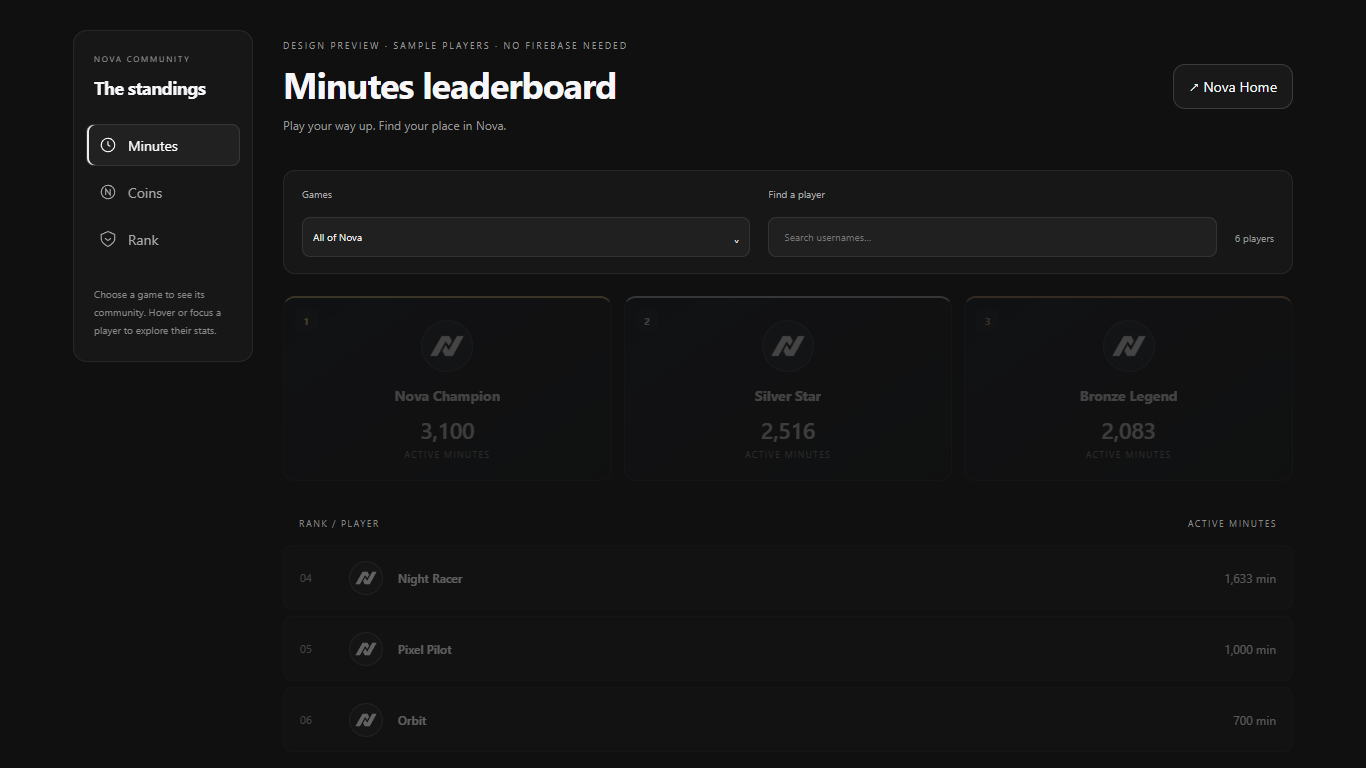 NOVA COMMUNITY
The standings
Minutes
Coins
Rank
Choose a game to see its
community. Hover or focus a
player to explore their stats.
DESIGN PREVIEW · SAMPLE PLAYERS · NO FIREBASE NEEDED
Minutes leaderboard
Play your way up. Find your place in Nova.
↗ Nova Home
Games
Find a player
All of Nova
Search usernames...
6 players
1
Nova Champion
3,100
ACTIVE MINUTES
2
Silver Star
2,516
ACTIVE MINUTES
3
Bronze Legend
2,083
ACTIVE MINUTES
RANK / PLAYER
ACTIVE MINUTES
04 Night Racer 1,633 min
05 Pixel Pilot 1,000 min
06 Orbit 700 min